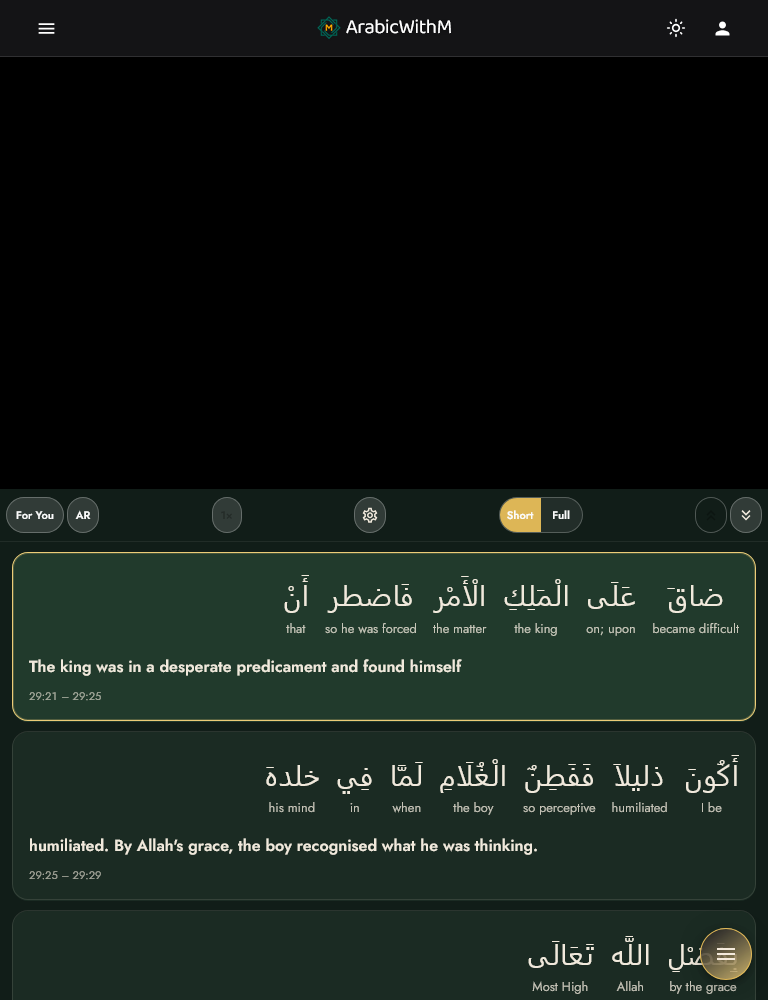 ArabicWithM
For You AR 1x Short Full
ضاقَ عَلَى الْمَلِكِ الْأَمْر فَاضطر أَنْ
became difficult on; upon the king the matter so he was forced that
The king was in a desperate predicament and found himself
29:21 – 29:25
أَكُونَ ذليلاَ فَفَطِنٌ الْغُلَامِ لَمَّا فِي خلدهَ
I be humiliated so perceptive the boy when in his mind
humiliated. By Allah's grace, the boy recognised what he was thinking.
29:25 – 29:29
اللَّه تَعَالَى
by the grace Allah Most High